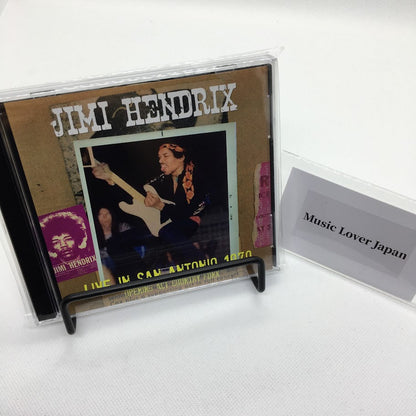 JIMI HENDRIX
JIMI HENDRIX
LIVE IN SAN ANTONIO 1970
Music Lover Japan